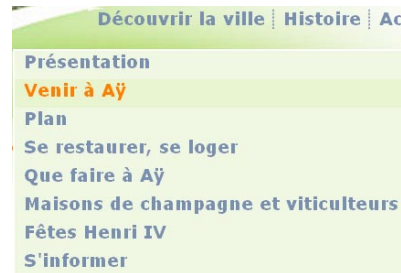 Découvrir la ville Histoire
Présentation
Venir à Aÿ
Plan
Se restaurer, se loger
Que faire à Aÿ
Maisons de champagne et viticulteurs
Fêtes Henri IV
S'informer